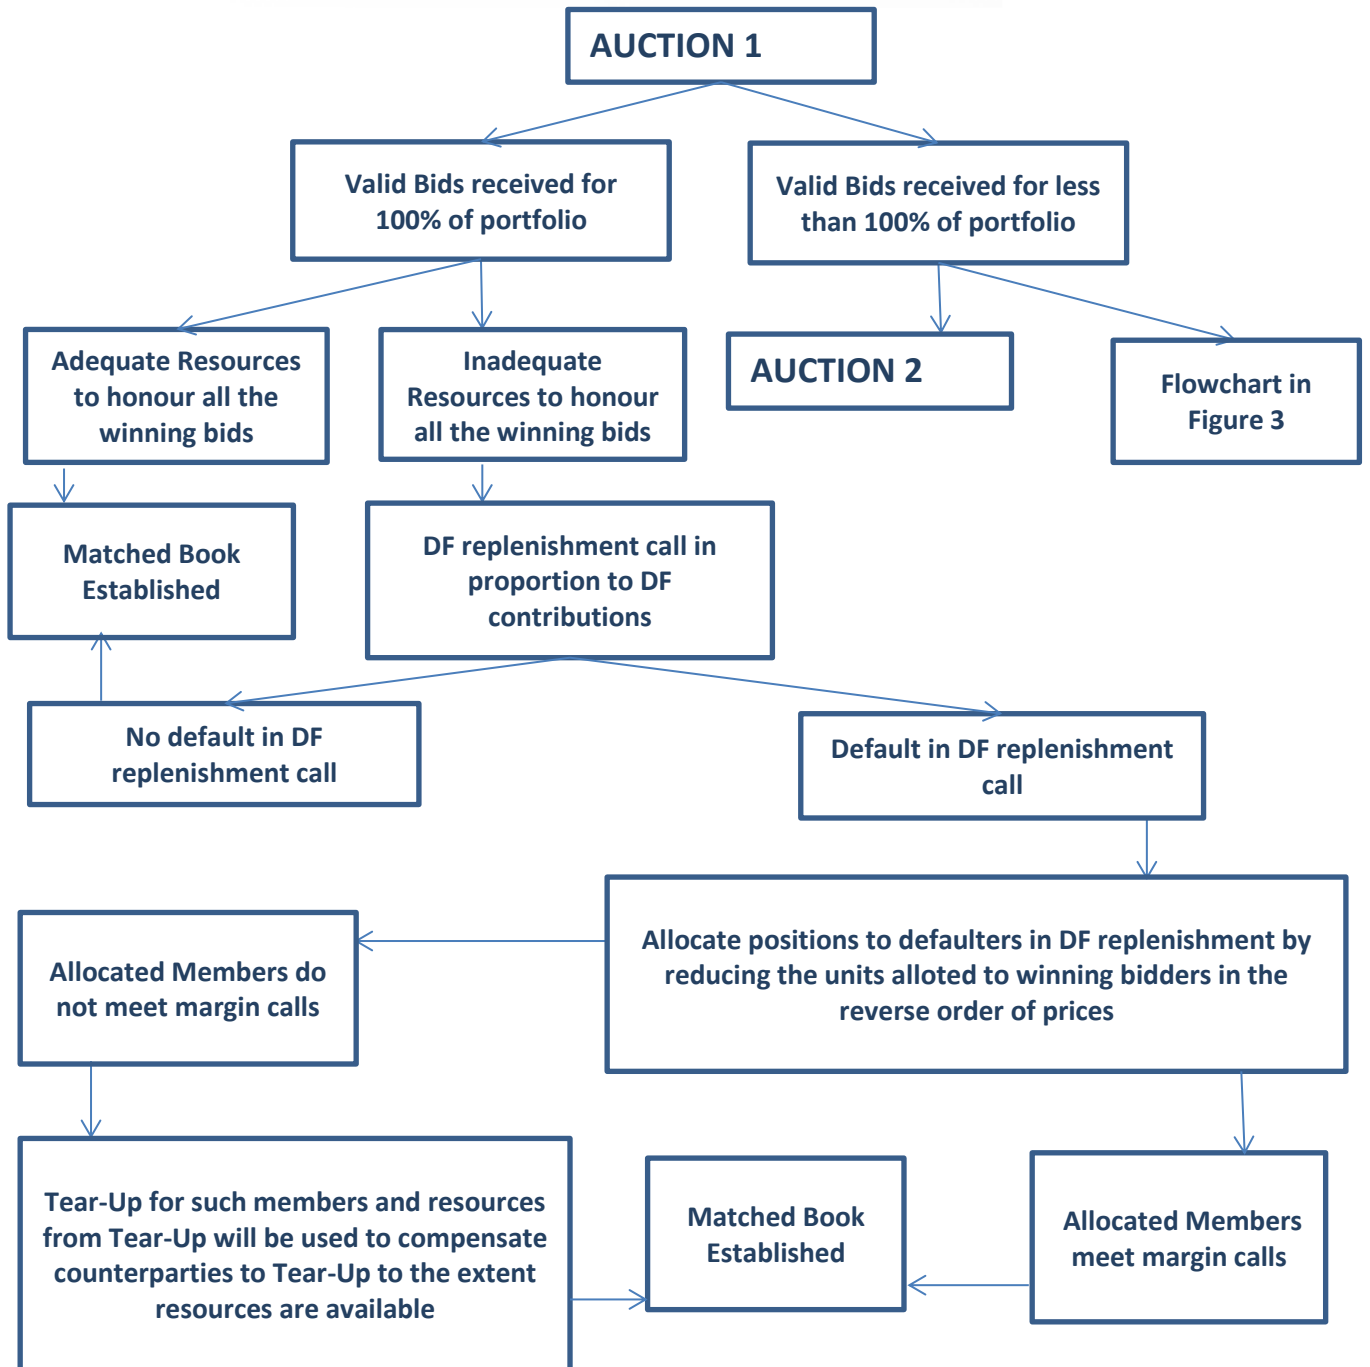 AUCTION 1
Valid Bids received for
100% of portfolio
Valid Bids received for less
than 100% of portfolio
Adequate Resources
to honour all the
winning bids
Inadequate
Resources to honour
all the winning bids
AUCTION 2
Flowchart in
Figure 3
Matched Book
Established
DF replenishment call in
proportion to DF
contributions
No default in DF
replenishment call
Default in DF replenishment
call
Allocated Members do
not meet margin calls
Allocate positions to defaulters in DF replenishment by
reducing the units alloted to winning bidders in the
reverse order of prices
Tear-Up for such members and resources
from Tear-Up will be used to compensate
counterparties to Tear-Up to the extent
resources are available
Matched Book
Established
Allocated Members
meet margin calls